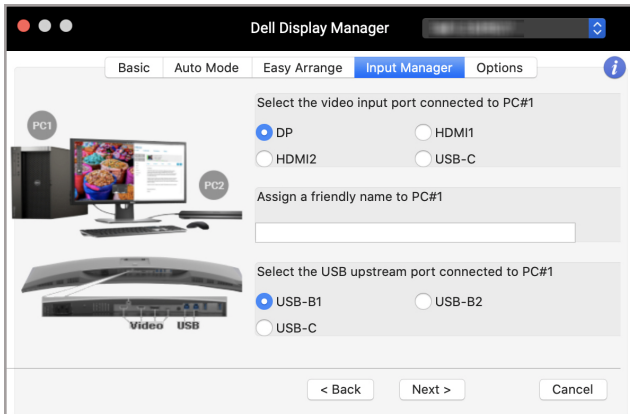 Dell Display Manager
Basic Auto Mode Easy Arrange Input Manager Options i
Select the video input port connected to PC#1
PC1
DP HDMI1
HDMI2 USB-C
PC2
Assign a friendly name to PC#1
Select the USB upstream port connected to PC#1
USB-B1 USB-B2
Video USB
USB-C
< Back Next > Cancel